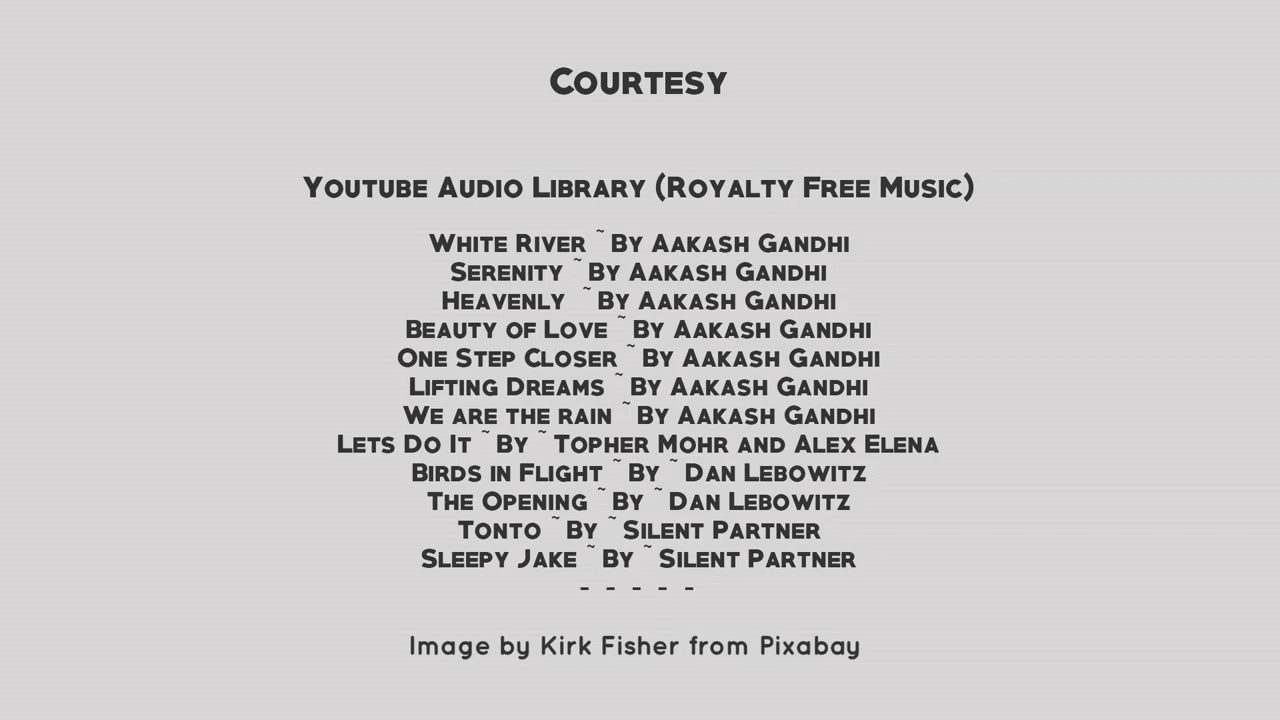 Courtesy
Youtube Audio Library (Royalty Free Music)
White River ~ By Aakash Gandhi
Serenity ~ By Aakash Gandhi
Heavenly ~ By Aakash Gandhi
Beauty of Love ~ By Aakash Gandhi
One Step Closer ~ By Aakash Gandhi
Lifting Dreams ~ By Aakash Gandhi
We are the rain ~ By Aakash Gandhi
Lets Do It ~ By ~ Topher Mohr and Alex Elena
Birds in Flight ~ By ~ Dan Lebowitz
The Opening ~ By ~ Dan Lebowitz
Tonto ~ By ~ Silent Partner
Sleepy Jake ~ By ~ Silent Partner
- - - - -
Image by Kirk Fisher from Pixabay